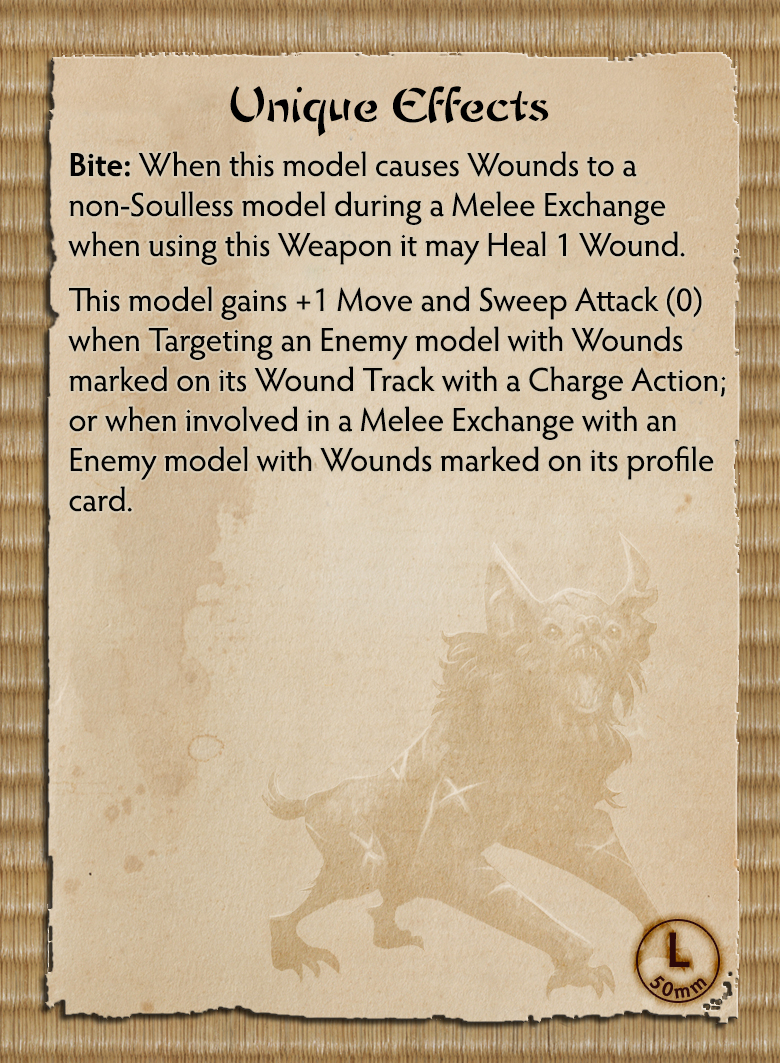 Unique Effects
Bite: When this model causes Wounds to a
non-Soulless model during a Melee Exchange
when using this Weapon it may Heal 1 Wound.
This model gains +1 Move and Sweep Attack (0)
when Targeting an Enemy model with Wounds
marked on its Wound Track with a Charge Action;
or when involved in a Melee Exchange with an
Enemy model with Wounds marked on its profile
card.
L
50mm